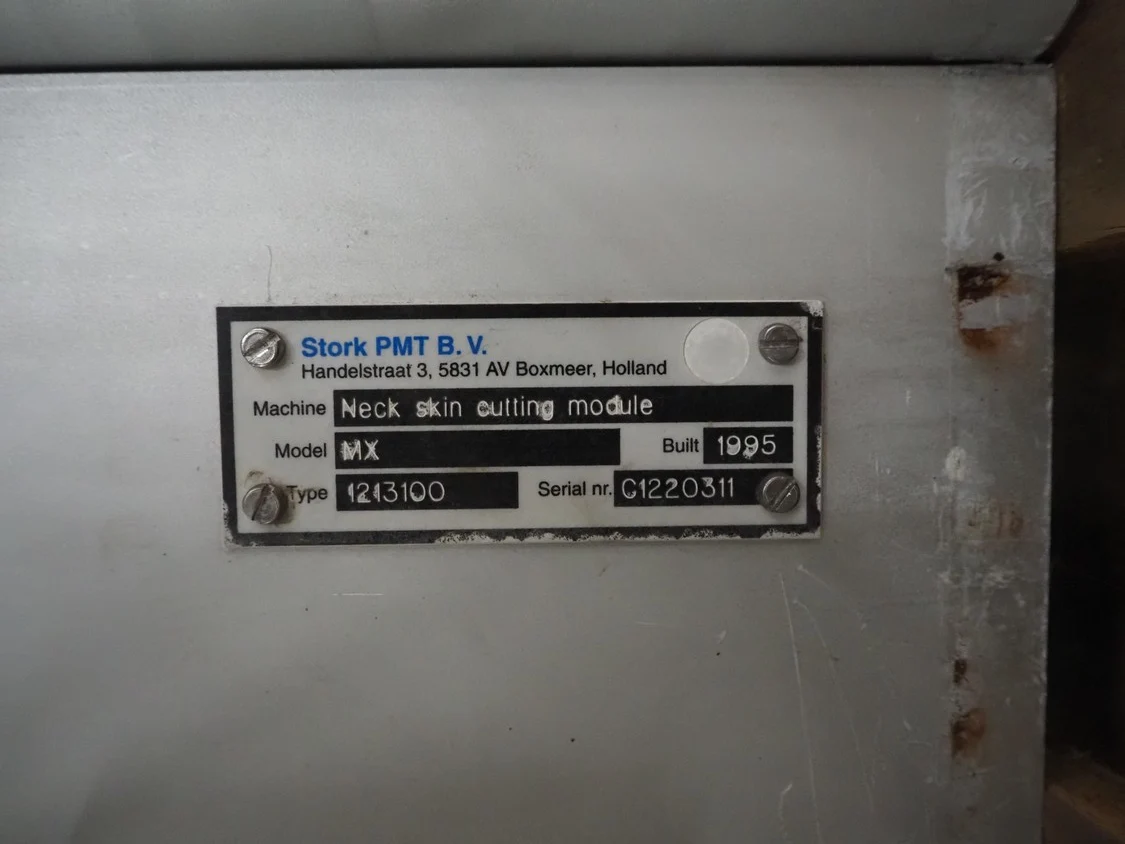 Stork PMT B.V.
Handelstraat 3, 5831 AV Boxmeer, Holland
Machine Neck skin cutting module
Model MX Built 1995
Type 1213100 Serial nr. C1220311